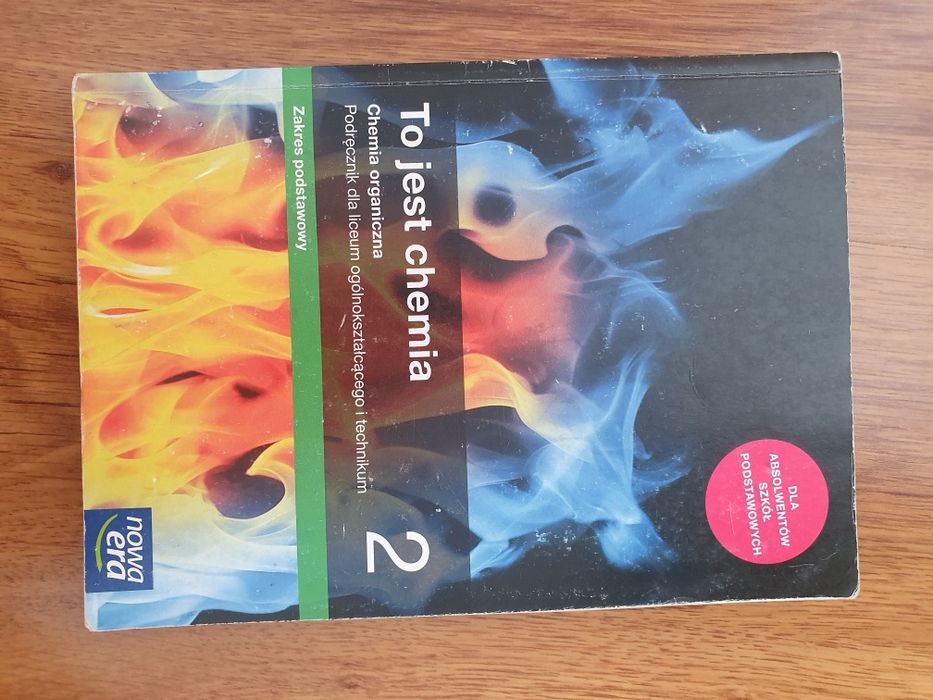 DLA
ABSOLWENTÓW
SZKÓŁ
PODSTAWOWYCH
To jest chemia 2
Chemia organiczna
Podręcznik dla liceum ogólnokształcącego i technikum
Zakres podstawowy
nowa
era